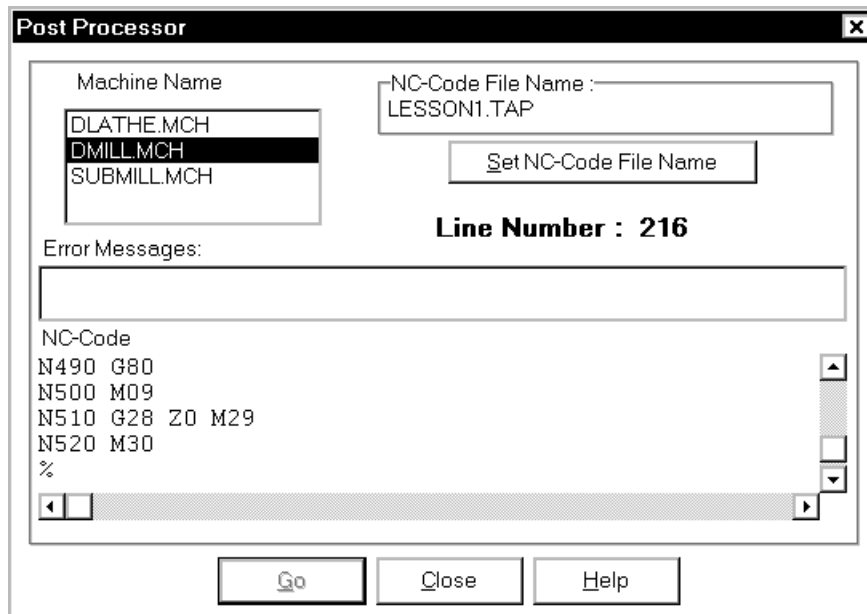 Post Processor
Machine Name
DLATHE.MCH
DMILL.MCH
SUBMILL.MCH
NC-Code File Name :
LESSON1.TAP
Set NC-Code File Name
Line Number : 216
Error Messages:
NC-Code
N490 G80
N500 M09
N510 G28 Z0 M29
N520 M30
%
Go Close Help